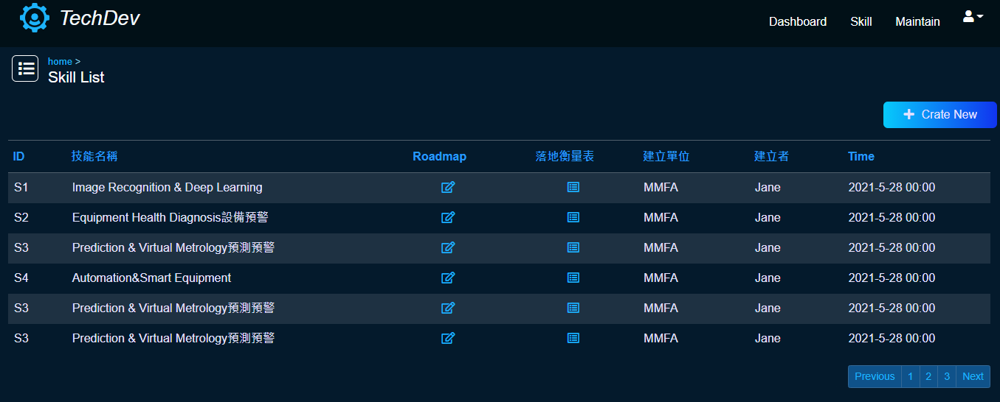 TechDev
Dashboard Skill Maintain
home >
Skill List
Crate New
ID 技能名稱 Roadmap 落地衡量表 建立單位 建立者 Time
S1 Image Recognition & Deep Learning MMFA Jane 2021-5-28 00:00
S2 Equipment Health Diagnosis設備預警 MMFA Jane 2021-5-28 00:00
S3 Prediction & Virtual Metrology預測預警 MMFA Jane 2021-5-28 00:00
S4 Automation&Smart Equipment MMFA Jane 2021-5-28 00:00
S3 Prediction & Virtual Metrology預測預警 MMFA Jane 2021-5-28 00:00
S3 Prediction & Virtual Metrology預測預警 MMFA Jane 2021-5-28 00:00
Previous 1 2 3 Next